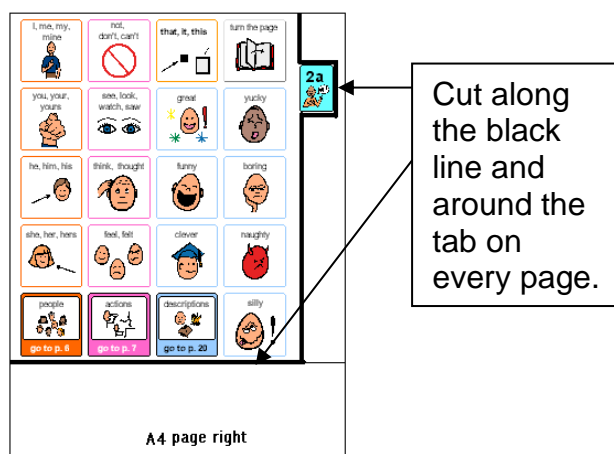 I, me, my,
mine
not,
don't, can't
that, it, this
turn the page
2a
you, your,
yours
see, look,
watch, saw
great
yucky
he, him, his
think, thought
funny
boring
she, her, hers
feel, felt
clever
naughty
people
actions
descriptions
silly
go to p. 6
go to p. 7
go to p. 20
A4 page right
Cut along
the black
line and
around the
tab on
every page.